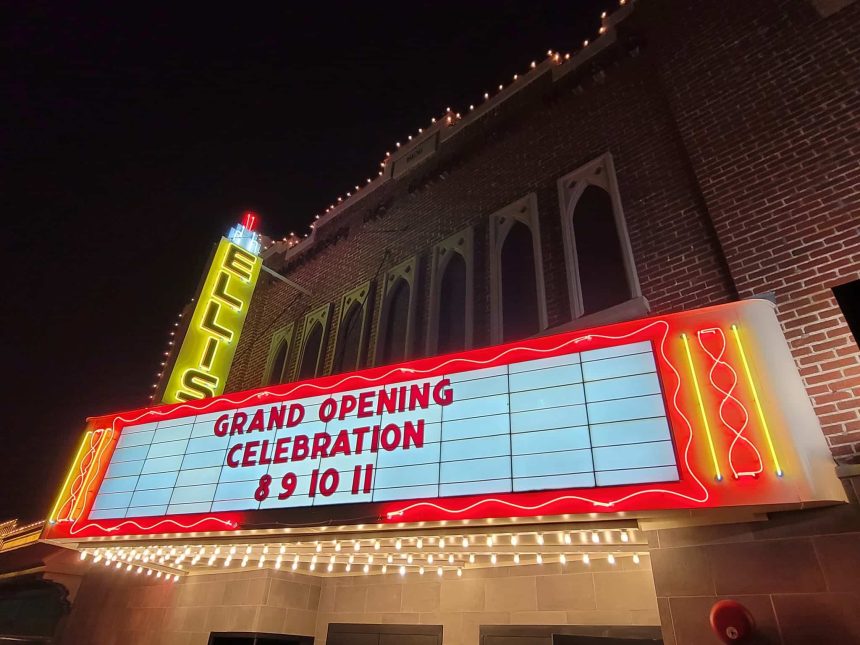 ELLIS
GRAND OPENING
CELEBRATION
8 9 10 11